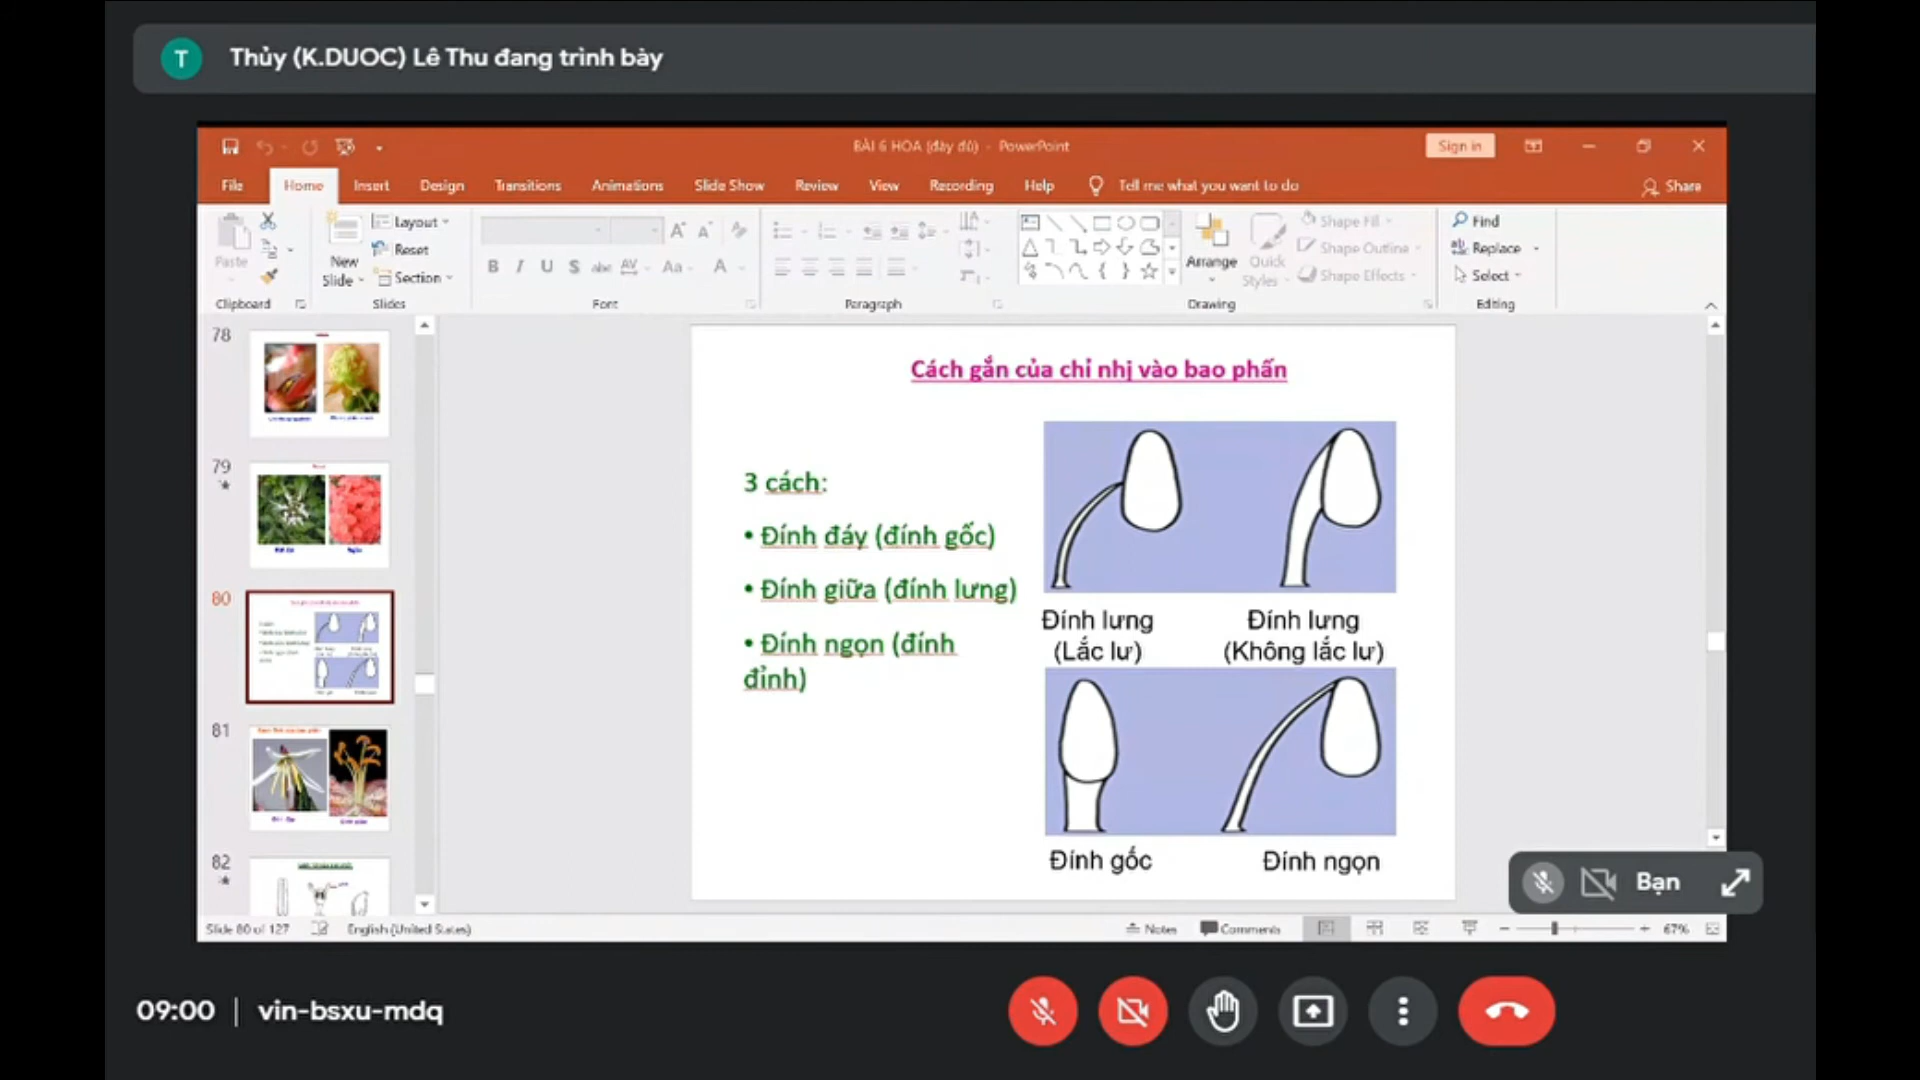 T
Thủy (K.DUOC) Lê Thu đang trình bày
BÀI 6 HOA (đầy đủ) - PowerPoint
Sign in
File Home Insert Design Transitions Animations Slide Show Review View Recording Help Tell me what you want to do Share
Paste
Clipboard
New Slide
Layout
Reset
Section
Slides
B I U S abc AV Aa A
Font
Paragraph
Arrange
Quick Styles
Shape Fill
Shape Outline
Shape Effects
Drawing
Find
Replace
Select
Editing
78
79
80
81
82
Cách gắn của chỉ nhị vào bao phấn
3 cách:
• Đính đáy (đính gốc)
• Đính giữa (đính lưng)
• Đính ngọn (đính
đỉnh)
Đính lưng
(Lắc lư)
Đính lưng
(Không lắc lư)
Đính gốc
Đính ngọn
Bạn
Slide 80 of 127 English (United States) Notes Comments 67%
09:00 | vin-bsxu-mdq